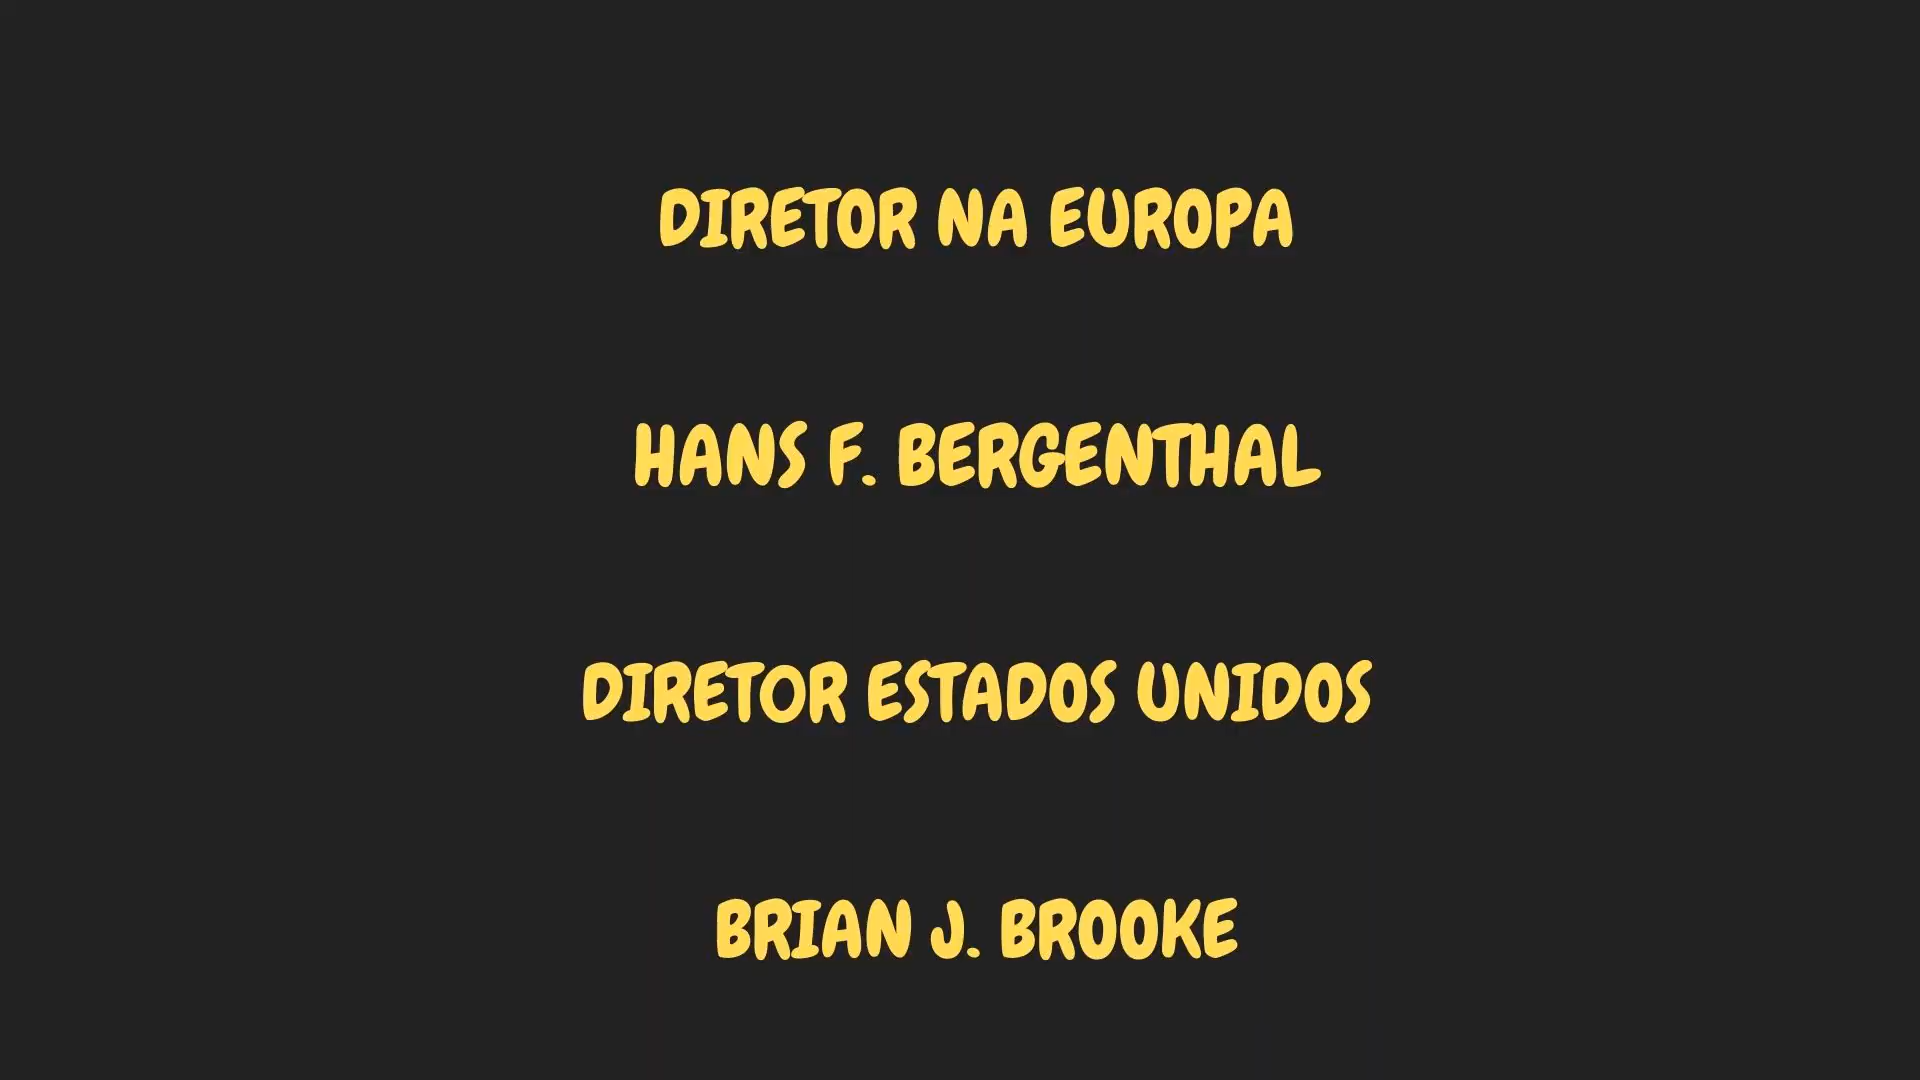 DIRETOR NA EUROPA
HANS F. BERGENTHAL
DIRETOR ESTADOS UNIDOS
BRIAN J. BROOKE